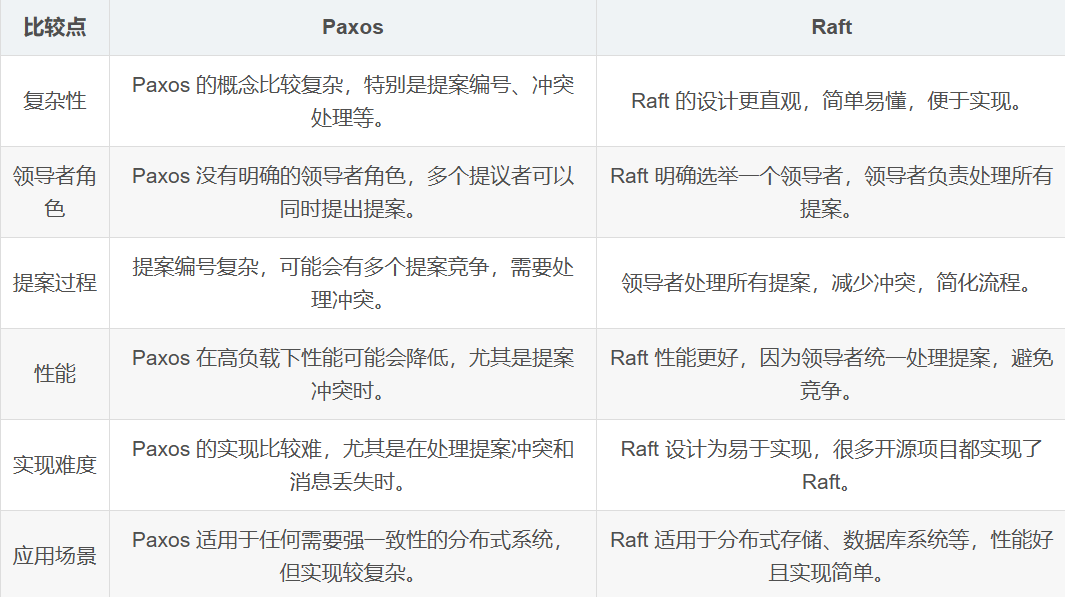 比较点 Paxos Raft
复杂性
Paxos 的概念比较复杂，特别是提案编号、冲突
处理等。
Raft 的设计更直观，简单易懂，便于实现。
领导者角
色
Paxos 没有明确的领导者角色，多个提议者可以
同时提出提案。
Raft 明确选举一个领导者，领导者负责处理所有
提案。
提案过程
提案编号复杂，可能会有多个提案竞争，需要处
理冲突。
领导者处理所有提案，减少冲突，简化流程。
性能
Paxos 在高负载下性能可能会降低，尤其是提案
冲突时。
Raft 性能更好，因为领导者统一处理提案，避免
竞争。
实现难度
Paxos 的实现比较难，尤其是在处理提案冲突和
消息丢失时。
Raft 设计为易于实现，很多开源项目都实现了
Raft。
应用场景
Paxos 适用于任何需要强一致性的分布式系统，
但实现较复杂。
Raft 适用于分布式存储、数据库系统等，性能好
且实现简单。